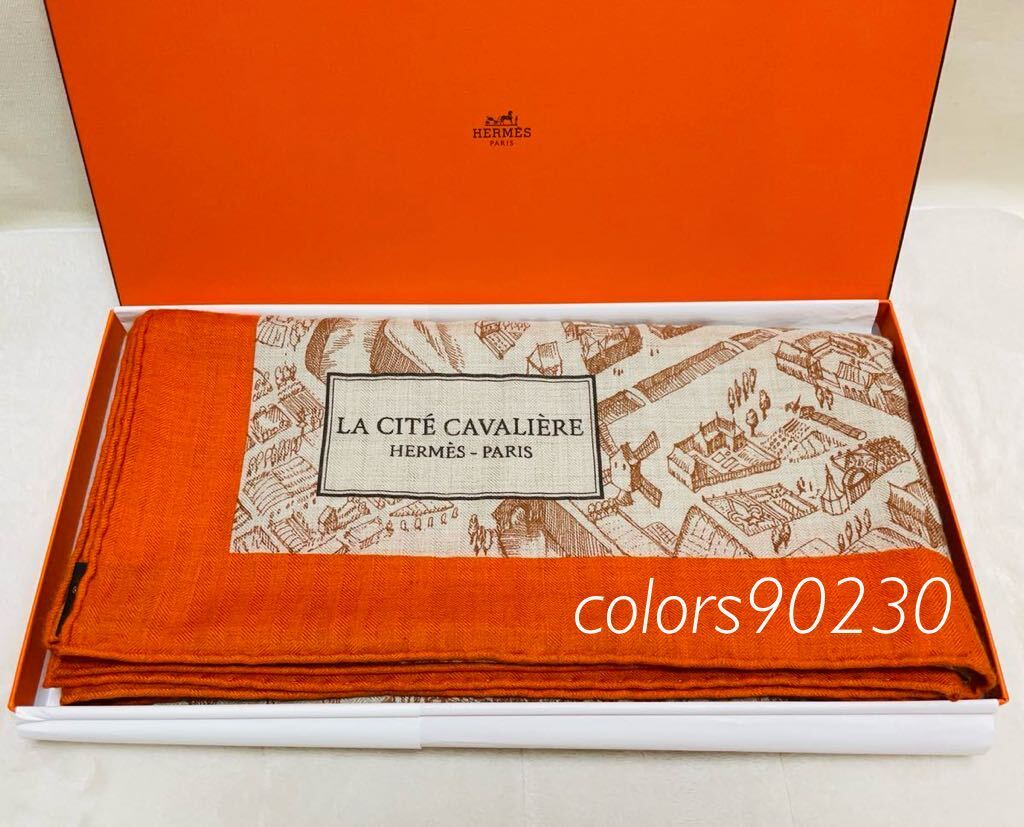 HERMÈS
PARIS
LA CITÉ CAVALIÈRE
HERMÈS - PARIS
colors90230